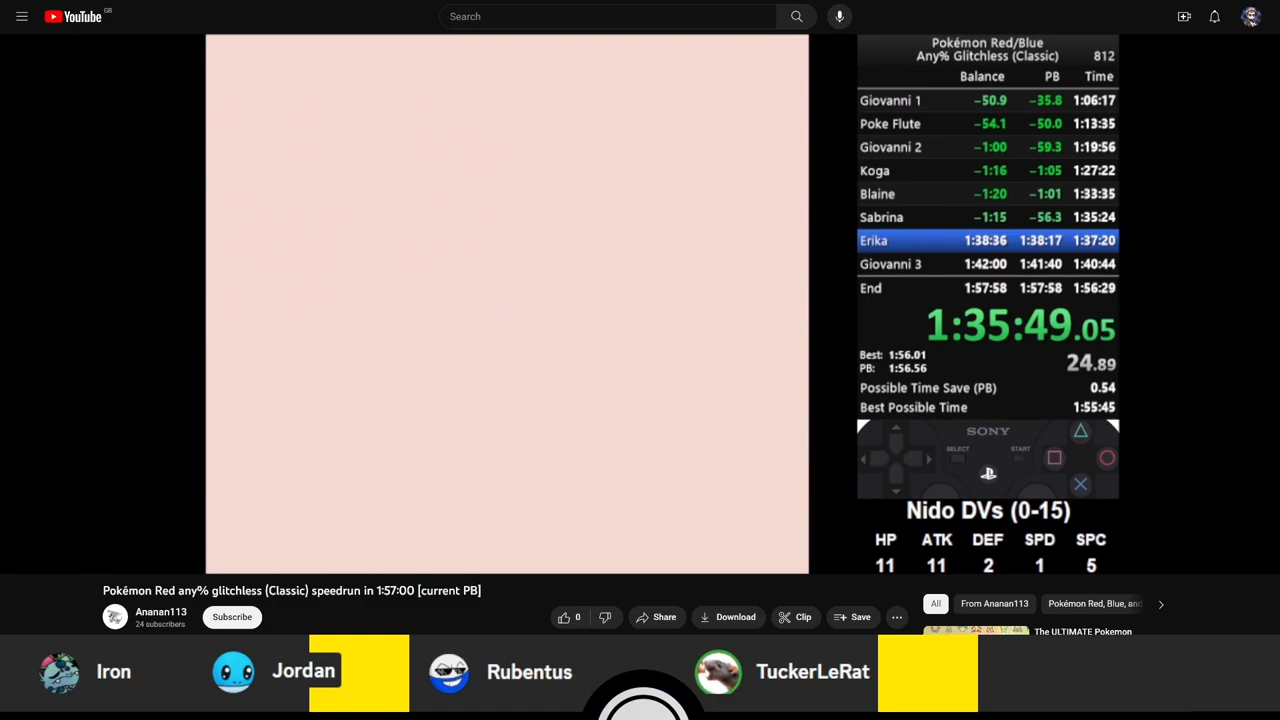 YouTube GB
Search
Pokémon Red/Blue
Any% Glitchless (Classic) 812
Balance PB Time
Giovanni 1 −50.9 −35.8 1:06:17
Poke Flute −54.1 −50.0 1:13:35
Giovanni 2 −1:00 −59.3 1:19:56
Koga −1:16 −1:05 1:27:22
Blaine −1:20 −1:01 1:33:35
Sabrina −1:15 −56.3 1:35:24
Erika 1:38:36 1:38:17 1:37:20
Giovanni 3 1:42:00 1:41:40 1:40:44
End 1:57:58 1:57:58 1:56:29
1:35:49.05
Best: 1:56.01
PB: 1:56.56
24.89
Possible Time Save (PB) 0.54
Best Possible Time 1:55:45
SONY
SELECT START
Nido DVs (0-15)
HP ATK DEF SPD SPC
11 11 2 1 5
Pokémon Red any% glitchless (Classic) speedrun in 1:57:00 [current PB]
Ananan113
24 subscribers
Subscribe
0
Share
Download
Clip
Save
All
From Ananan113
Pokémon Red, Blue, and
The ULTIMATE Pokemon
Iron
Jordan
Rubentus
TuckerLeRat